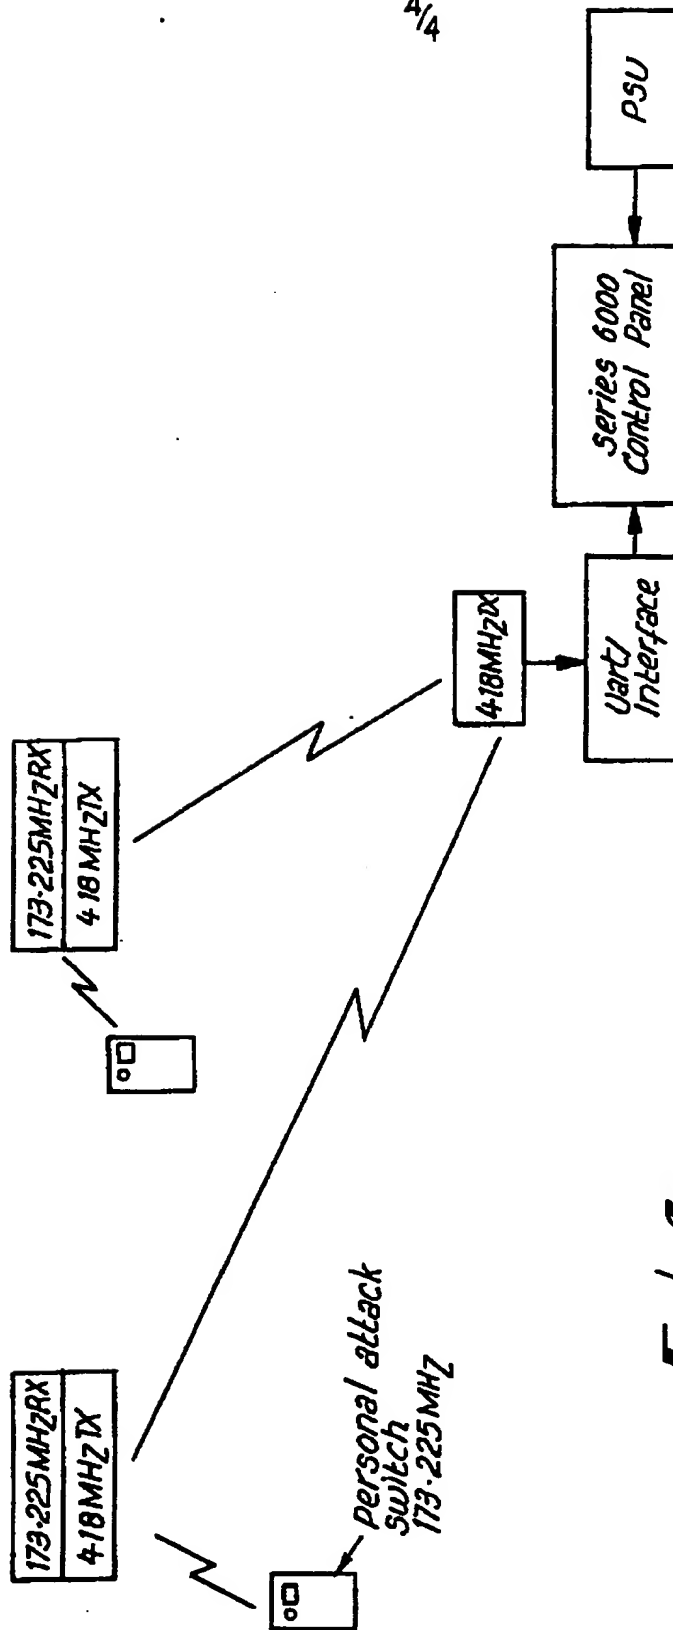 4/4
173·225MHZRX
418MHZTX
personal attack
switch
173·225MHZ
173·225MHZRX
418MHZTX
418MHZTX
Uart/
Interface
Series 6000
Control Panel
PSU